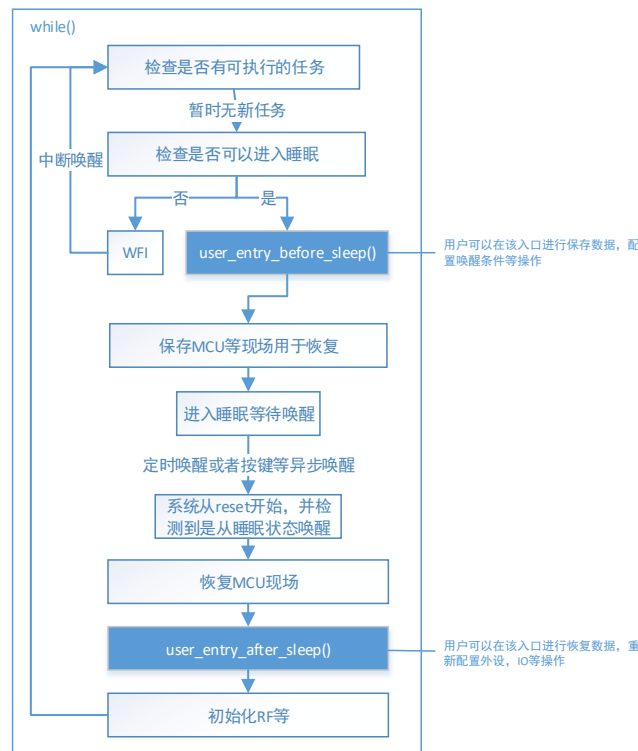 while()
检查是否有可执行的任务
暂时无新任务
中断唤醒
检查是否可以进入睡眠
否
是
WFI
user_entry_before_sleep()
用户可以在该入口进行保存数据，配
置唤醒条件等操作
保存MCU等现场用于恢复
进入睡眠等待唤醒
定时唤醒或者按键等异步唤醒
系统从reset开始，并检
测到是从睡眠状态唤醒
恢复MCU现场
user_entry_after_sleep()
用户可以在该入口进行恢复数据，重
新配置外设，IO等操作
初始化RF等